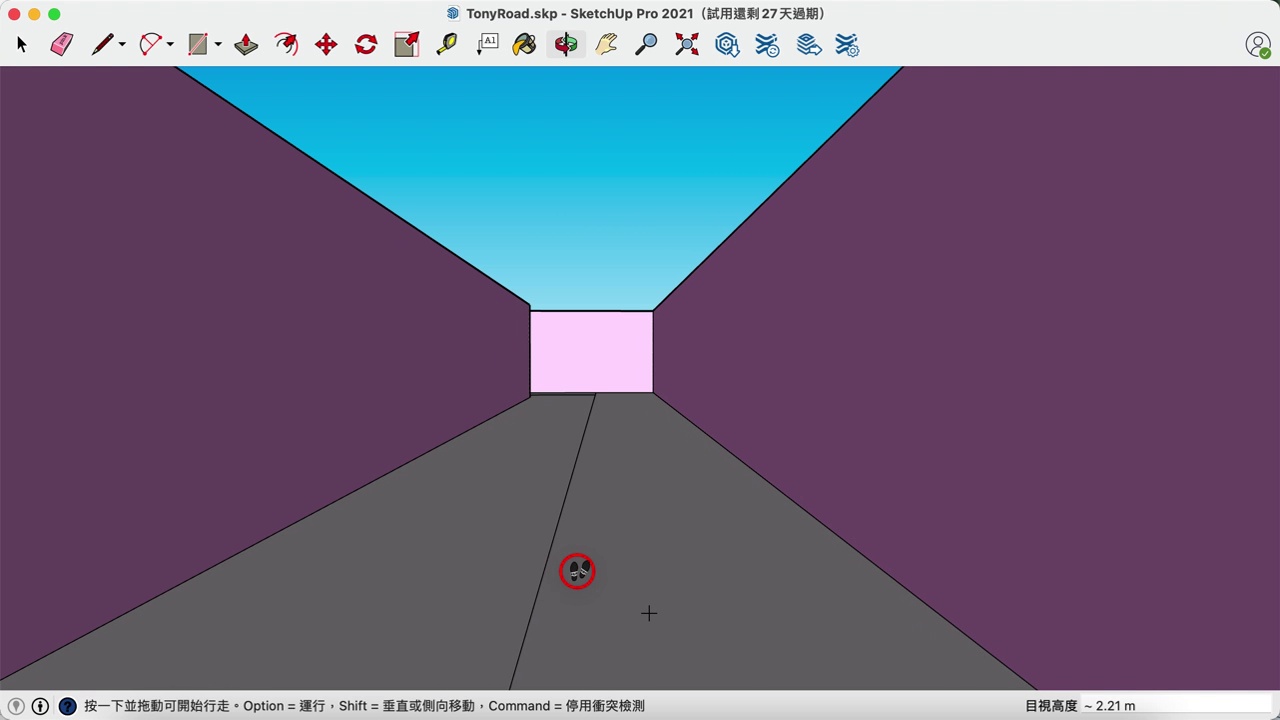 TonyRoad.skp - SketchUp Pro 2021（試用還剩 27 天過期）
A1
按一下並拖動可開始行走。Option = 運行，Shift = 垂直或側向移動，Command = 停用衝突檢測
目視高度 ~ 2.21 m